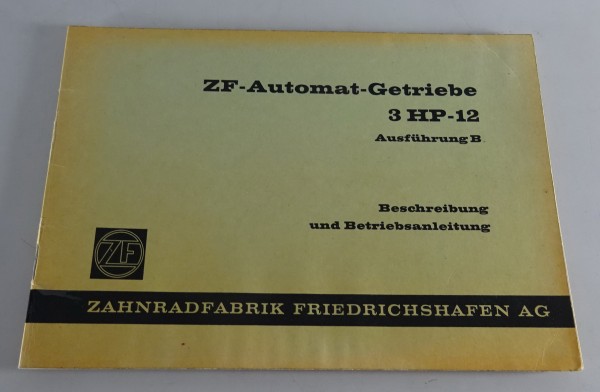 ZF-Automat-Getriebe
3 HP-12
Ausführung B
Beschreibung
und Betriebsanleitung
ZF
ZAHNRADFABRIK FRIEDRICHSHAFEN AG